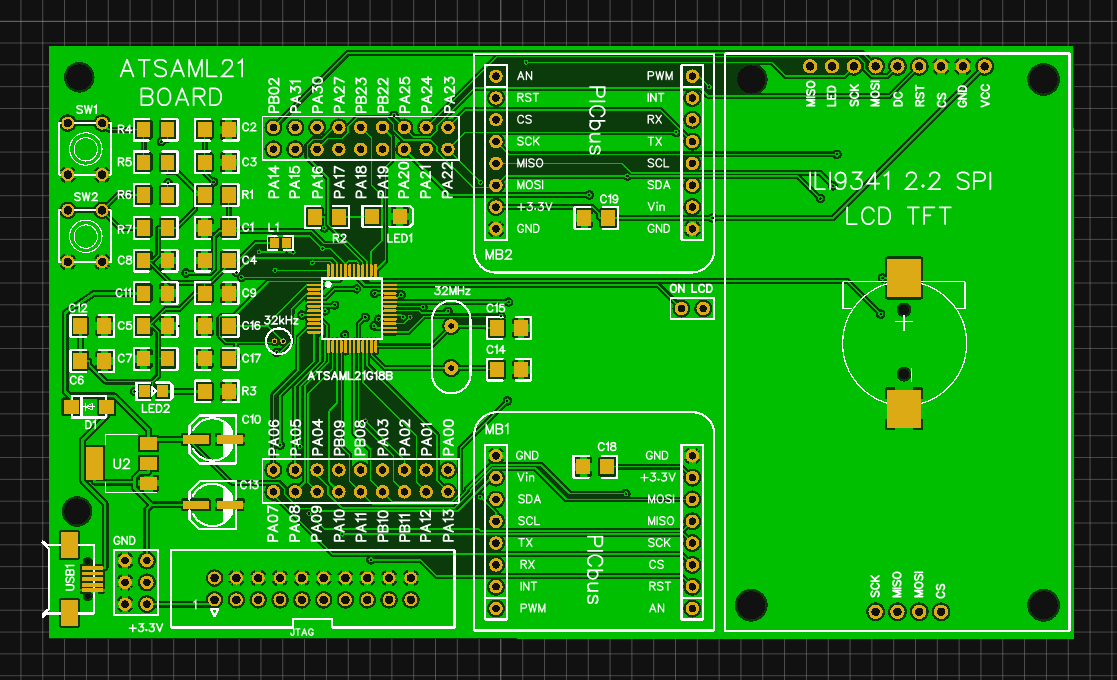 ATSAML21
BOARD
SW1
SW2
R4
R5
R6
R7
C8
C11
C5
C7
C2
C3
R1
C1
C4
C9
C16
C17
R3
C12
C6
D1
LED2
L1
R2
LED1
32kHz
32MHz
C15
C14
ATSAML21G18B
C10
C13
U2
USB1
GND
+3.3V
1
JTAG
PB02 PA31 PA30 PA27 PB23 PB22 PA25 PA24 PA23
PA14 PA15 PA16 PA17 PA18 PA19 PA20 PA21 PA22
PA06 PA05 PA04 PB09 PB08 PA03 PA02 PA01 PA00
PA07 PA08 PA09 PA10 PA11 PB10 PB11 PA12 PA13
AN PWM
RST INT
CS RX
SCK TX
MISO SCL
MOSI SDA
+3.3V Vin
GND GND
PICbus
C19
MB2
ON LCD
MB1
GND GND
Vin +3.3V
SDA MOSI
SCL MISO
TX SCK
RX CS
INT RST
PWM AN
PICbus
C18
MISO LED SCK MOSI DC RST CS GND VCC
ILI9341 2.2 SPI
LCD TFT
+
SCK MISO MOSI CS